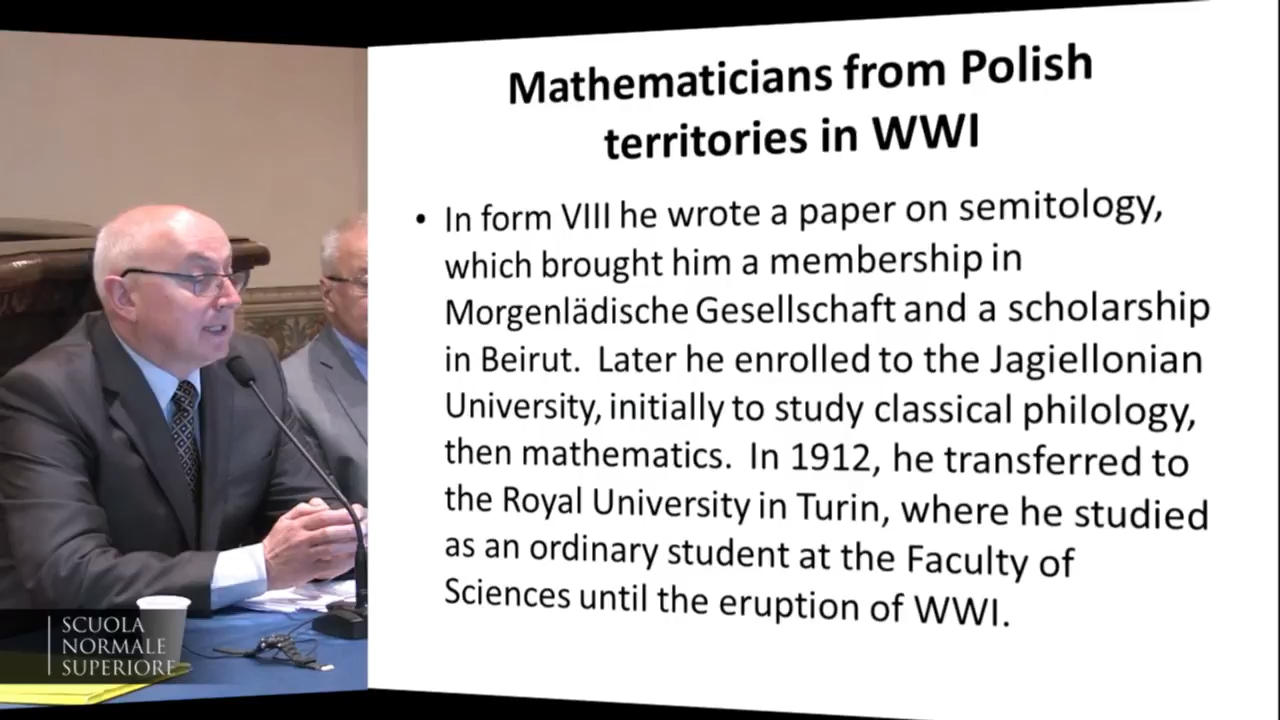 Mathematicians from Polish
territories in WWI
• In form VIII he wrote a paper on semitology,
which brought him a membership in
Morgenlädische Gesellschaft and a scholarship
in Beirut. Later he enrolled to the Jagiellonian
University, initially to study classical philology,
then mathematics. In 1912, he transferred to
the Royal University in Turin, where he studied
as an ordinary student at the Faculty of
Sciences until the eruption of WWI.
SCUOLA
NORMALE
SUPERIORE